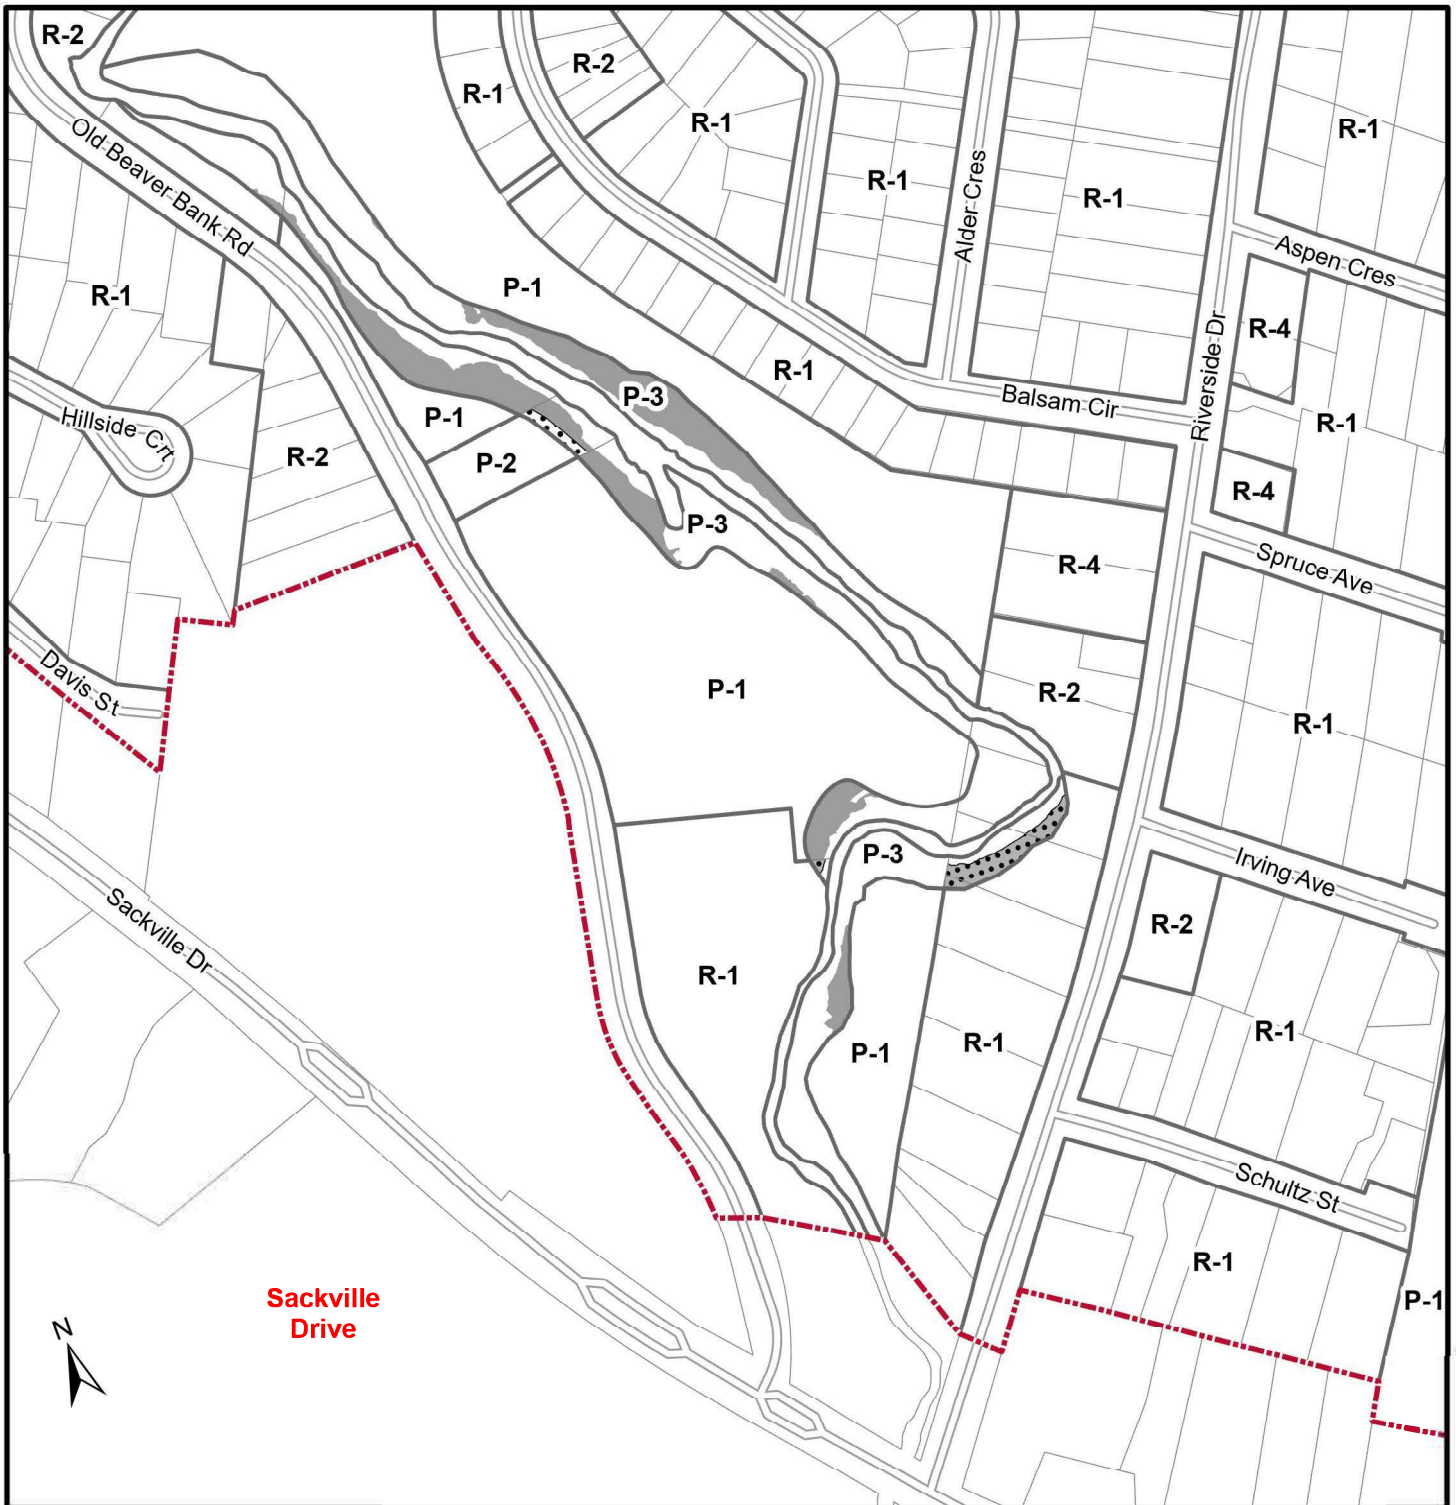 R-2
R-2
R-1
R-1
R-1
Old Beaver Bank Rd
R-1
Alder Cres
R-1
Aspen Cres
P-1
R-1
R-4
Riverside Dr
R-1
P-3
Balsam Cir
P-1
R-1
Hillside Crt
R-2
P-2
R-4
P-3
R-4
Spruce Ave
Davis St
P-1
R-2
R-1
P-3
Irving Ave
Sackville Dr
R-2
R-1
R-1
P-1
R-1
Schultz St
R-1
P-1
Sackville
Drive
N